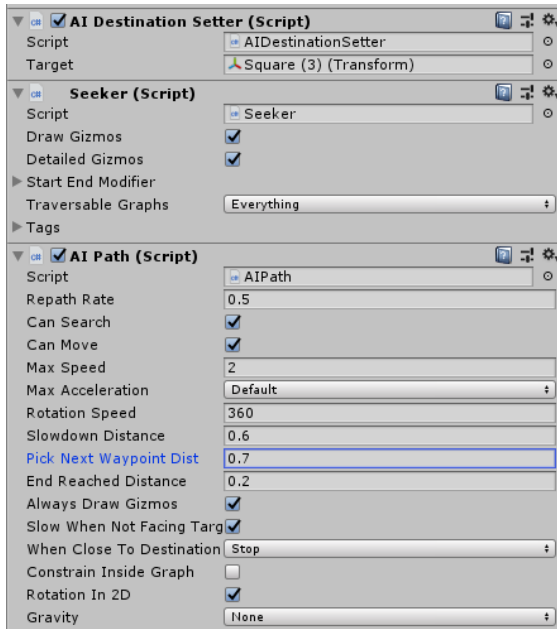 AI Destination Setter (Script)
Script AIDestinationSetter
Target Square (3) (Transform)
Seeker (Script)
Script Seeker
Draw Gizmos
Detailed Gizmos
Start End Modifier
Traversable Graphs Everything
Tags
AI Path (Script)
Script AIPath
Repath Rate 0.5
Can Search
Can Move
Max Speed 2
Max Acceleration Default
Rotation Speed 360
Slowdown Distance 0.6
Pick Next Waypoint Dist 0.7
End Reached Distance 0.2
Always Draw Gizmos
Slow When Not Facing Targ
When Close To Destination Stop
Constrain Inside Graph
Rotation In 2D
Gravity None